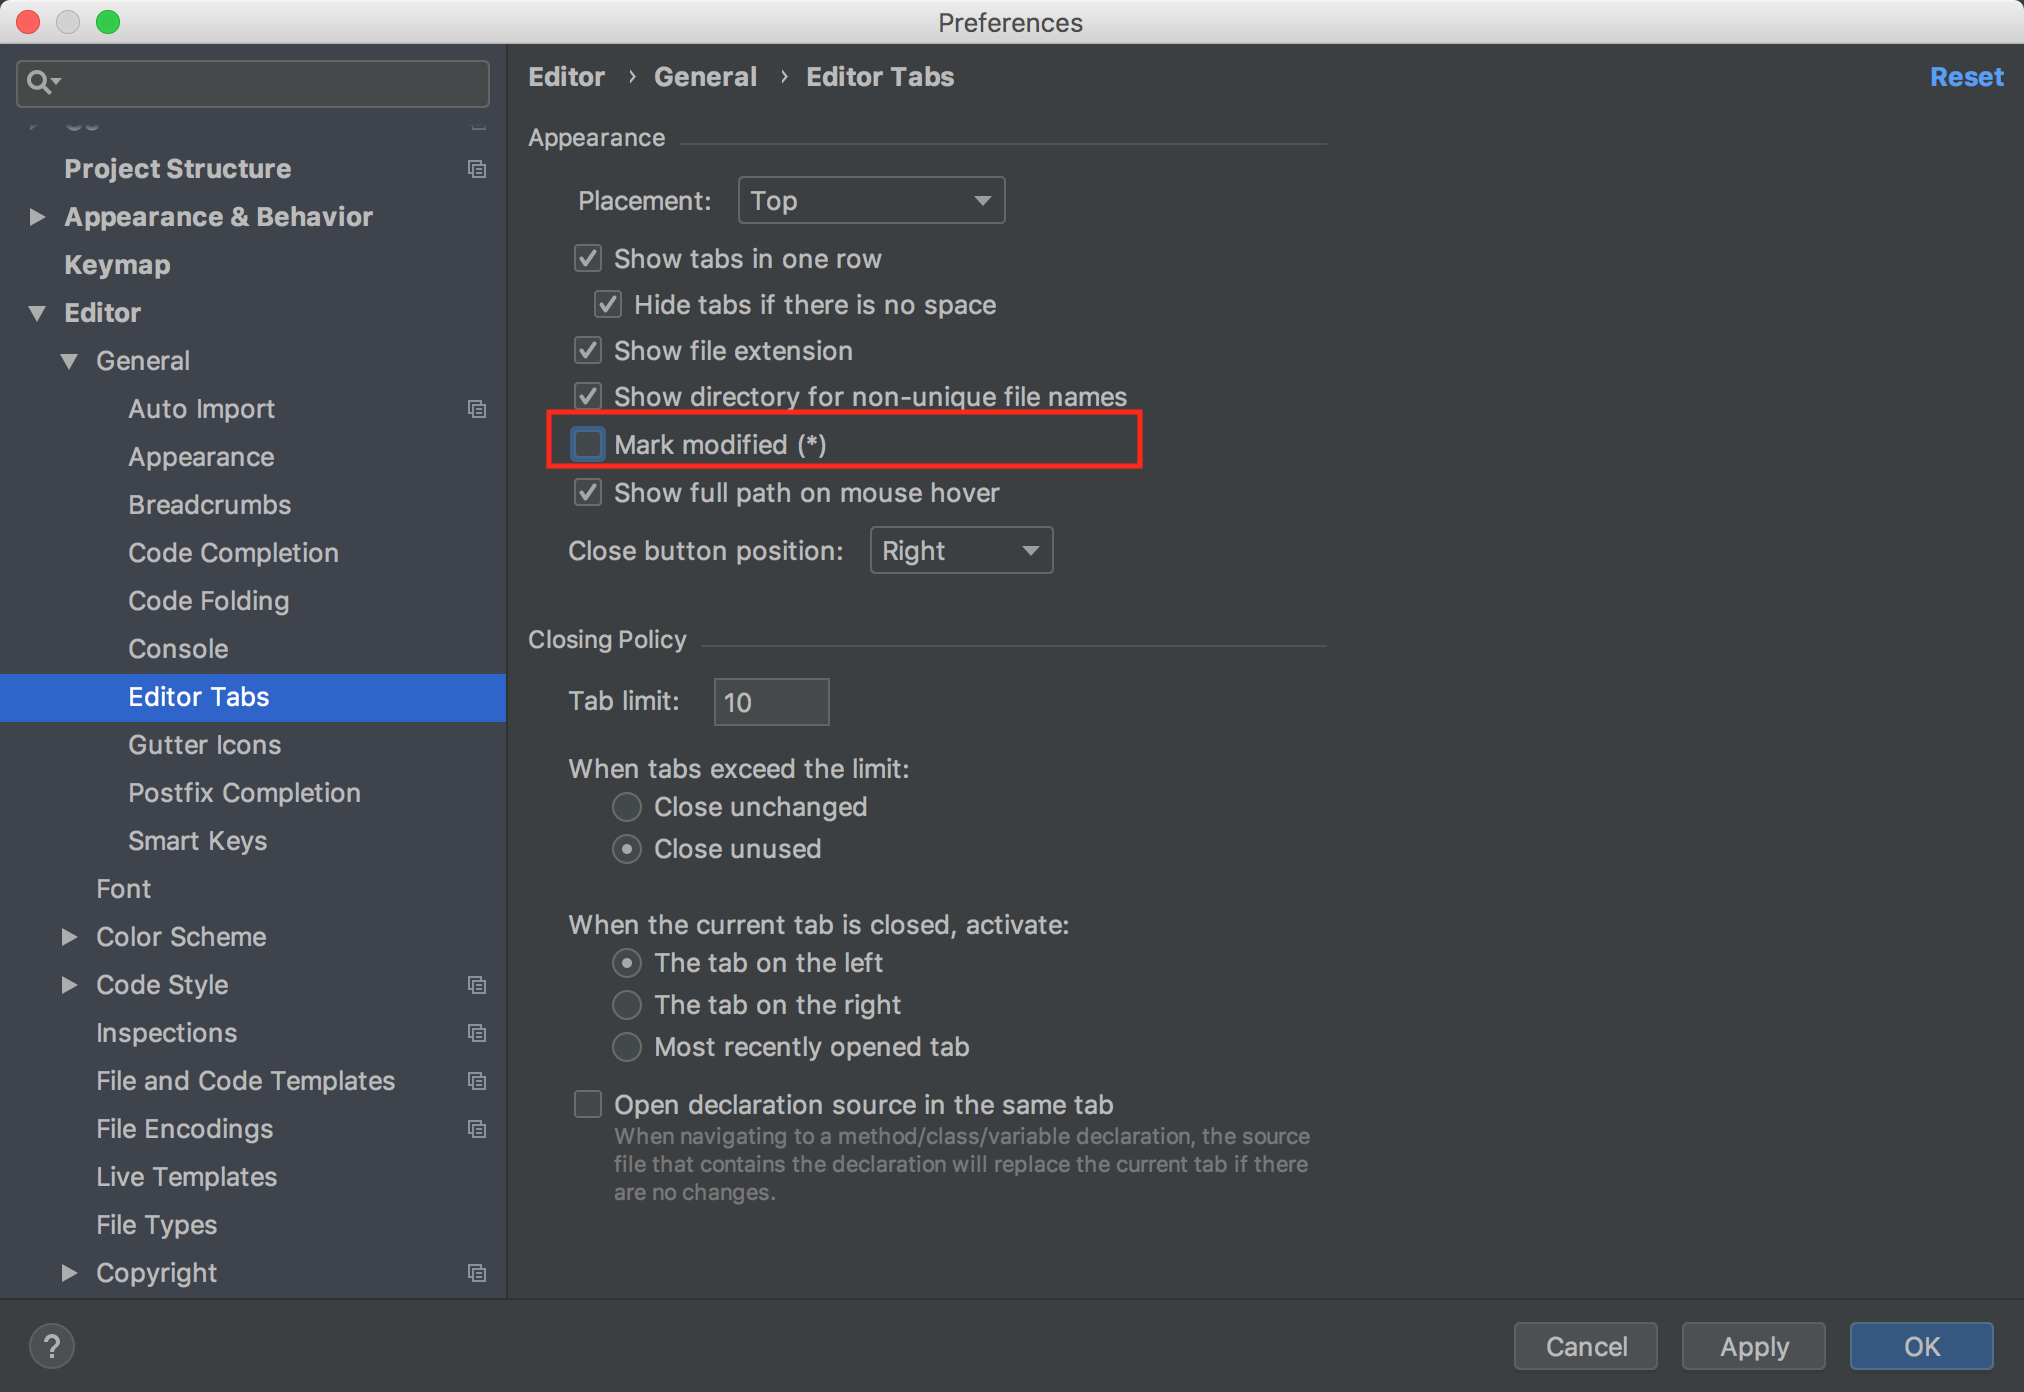 Preferences
Editor › General › Editor Tabs
Reset
Project Structure
Appearance & Behavior
Keymap
Editor
General
Auto Import
Appearance
Breadcrumbs
Code Completion
Code Folding
Console
Editor Tabs
Gutter Icons
Postfix Completion
Smart Keys
Font
Color Scheme
Code Style
Inspections
File and Code Templates
File Encodings
Live Templates
File Types
Copyright
Appearance
Placement: Top
Show tabs in one row
Hide tabs if there is no space
Show file extension
Show directory for non-unique file names
Mark modified (*)
Show full path on mouse hover
Close button position: Right
Closing Policy
Tab limit: 10
When tabs exceed the limit:
Close unchanged
Close unused
When the current tab is closed, activate:
The tab on the left
The tab on the right
Most recently opened tab
Open declaration source in the same tab
When navigating to a method/class/variable declaration, the source
file that contains the declaration will replace the current tab if there
are no changes.
?
Cancel
Apply
OK